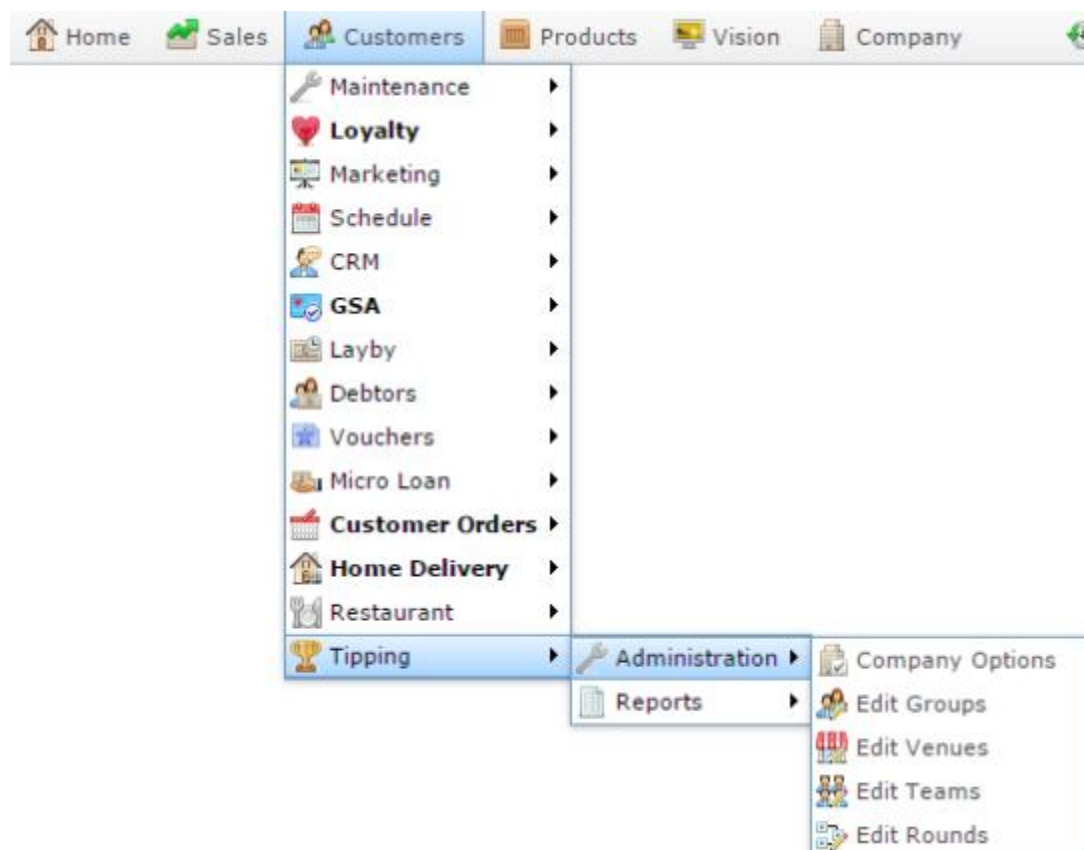 Home Sales Customers Products Vision Company
Maintenance
Loyalty
Marketing
Schedule
CRM
GSA
Layby
Debtors
Vouchers
Micro Loan
Customer Orders
Home Delivery
Restaurant
Tipping Administration Company Options
Reports Edit Groups
Edit Venues
Edit Teams
Edit Rounds